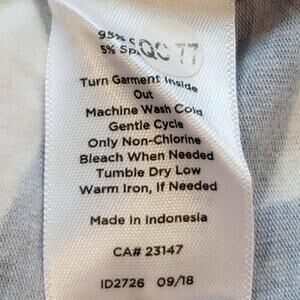 95%
5% Sp
QC 77
Turn Garment Inside
Out
Machine Wash Cold
Gentle Cycle
Only Non-Chlorine
Bleach When Needed
Tumble Dry Low
Warm Iron, If Needed
Made in Indonesia
CA# 23147
ID2726 09/18